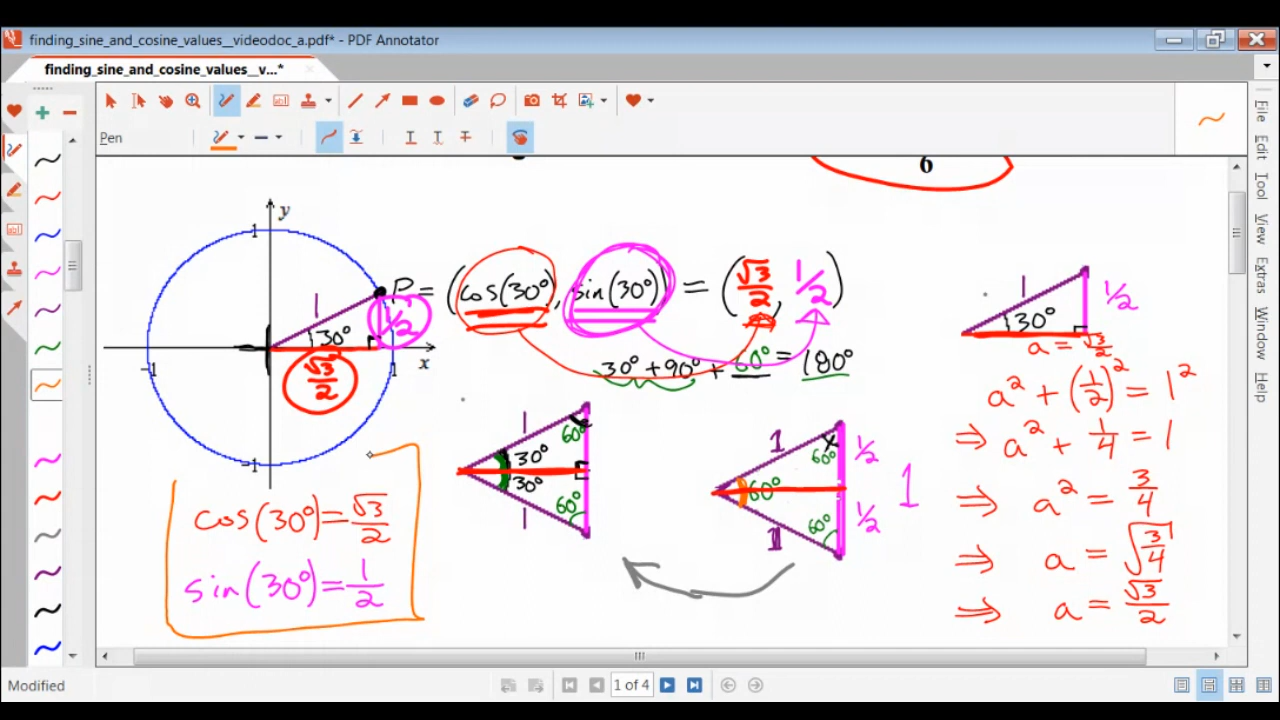 finding_sine_and_cosine_values__videodoc_a.pdf* - PDF Annotator
finding_sine_and_cosine_values__v...*
Pen
File
Edit
Tool
View
Extras
Window
Help
6
y
1
P = (cos(30°), sin(30°)) = (√3/2, 1/2)
1
1/2
30°
-1
1
x
√3/2
-1
30° + 90° + 60° = 180°
1
60°
30°
30°
60°
1
1
60°
1/2
60°
1
60°
1/2
1
1
1/2
30°
a = √3/2
a² + (1/2)² = 1²
⇒ a² + 1/4 = 1
⇒ a² = 3/4
⇒ a = √3/4
⇒ a = √3/2
cos(30°) = √3/2
sin(30°) = 1/2
Modified
1 of 4